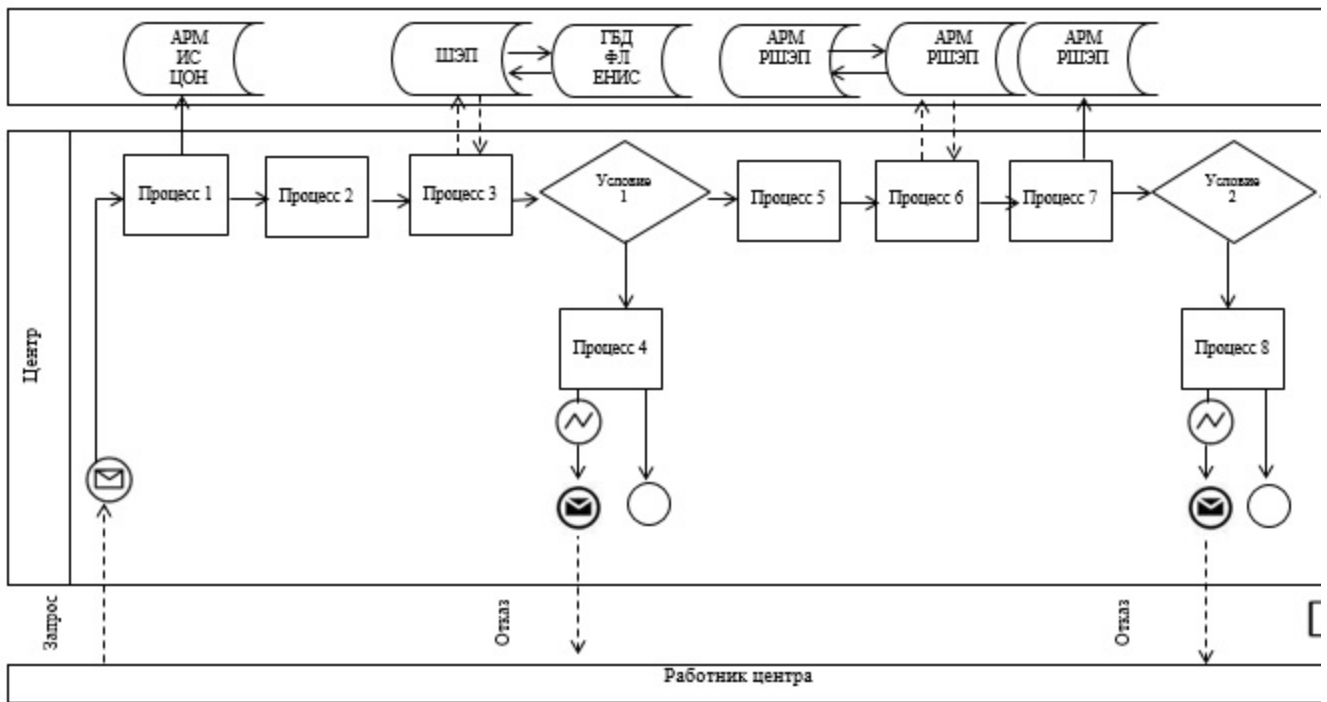 АРМ
ИС
ЦОН
ШЭП
ГБД
ФЛ
ЕНИС
АРМ
РШЭП
АРМ
РШЭП
АРМ
РШЭП
Центр
Процесс 1
Процесс 2
Процесс 3
Условие
1
Процесс 5
Процесс 6
Процесс 7
Условие
2
Процесс 4
Процесс 8
Запрос
Отказ
Отказ
Работник центра